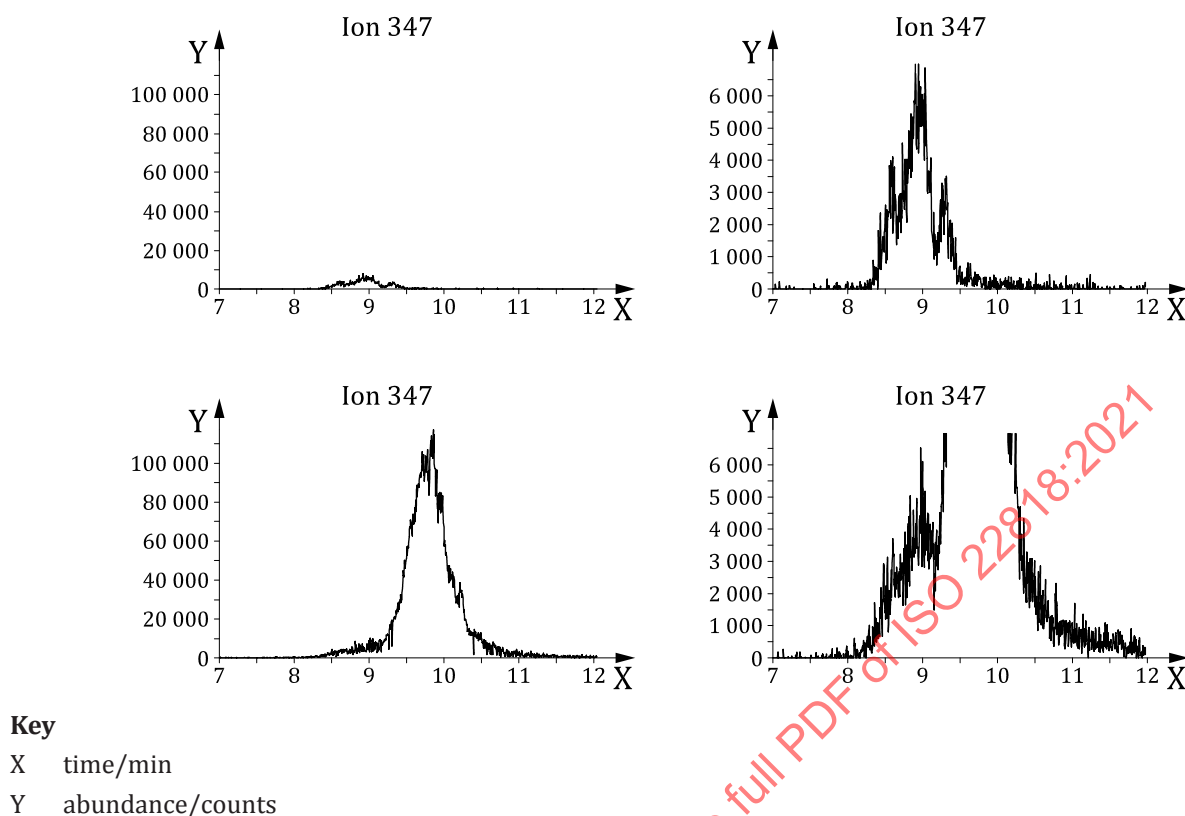 Ion 347
Y
100 000
80 000
60 000
40 000
20 000
0
7 8 9 10 11 12 X
Ion 347
Y
6 000
5 000
4 000
3 000
2 000
1 000
0
7 8 9 10 11 12 X
Ion 347
Y
100 000
80 000
60 000
40 000
20 000
0
7 8 9 10 11 12 X
Ion 347
Y
6 000
5 000
4 000
3 000
2 000
1 000
0
7 8 9 10 11 12 X
Key
X time/min
Y abundance/counts
full PDF of ISO 22818:2021